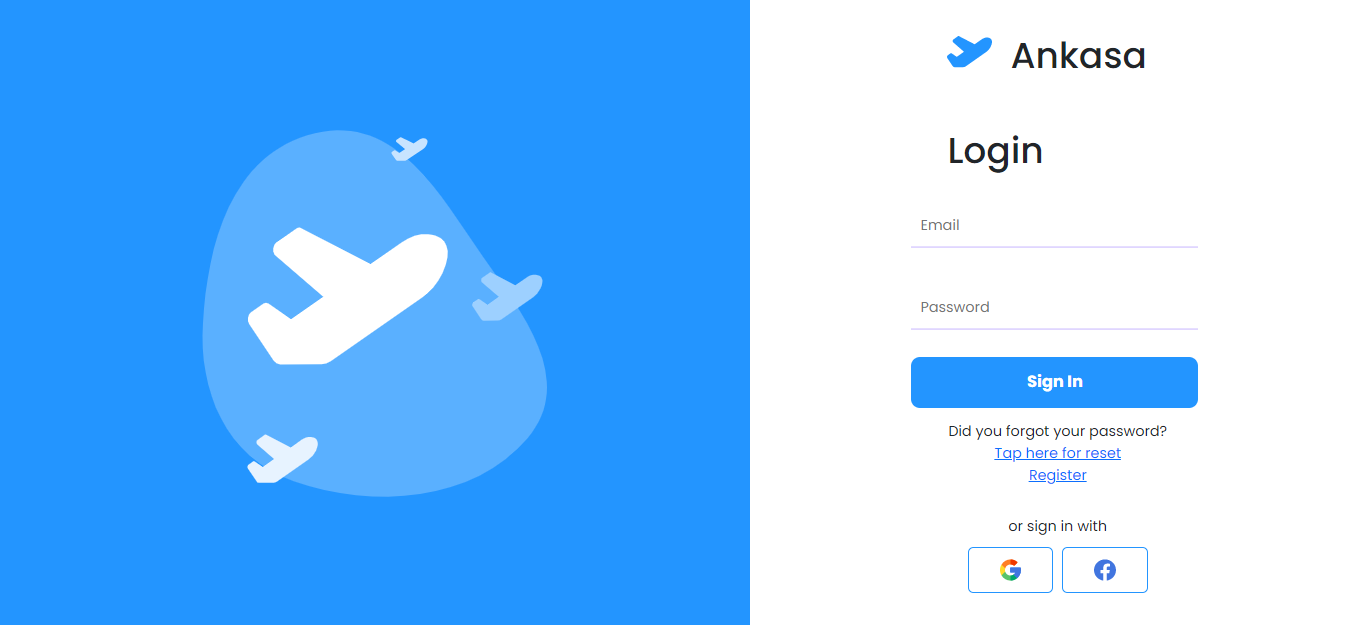 Ankasa
Login
Email
Password
Sign In
Did you forgot your password?
Tap here for reset
Register
or sign in with